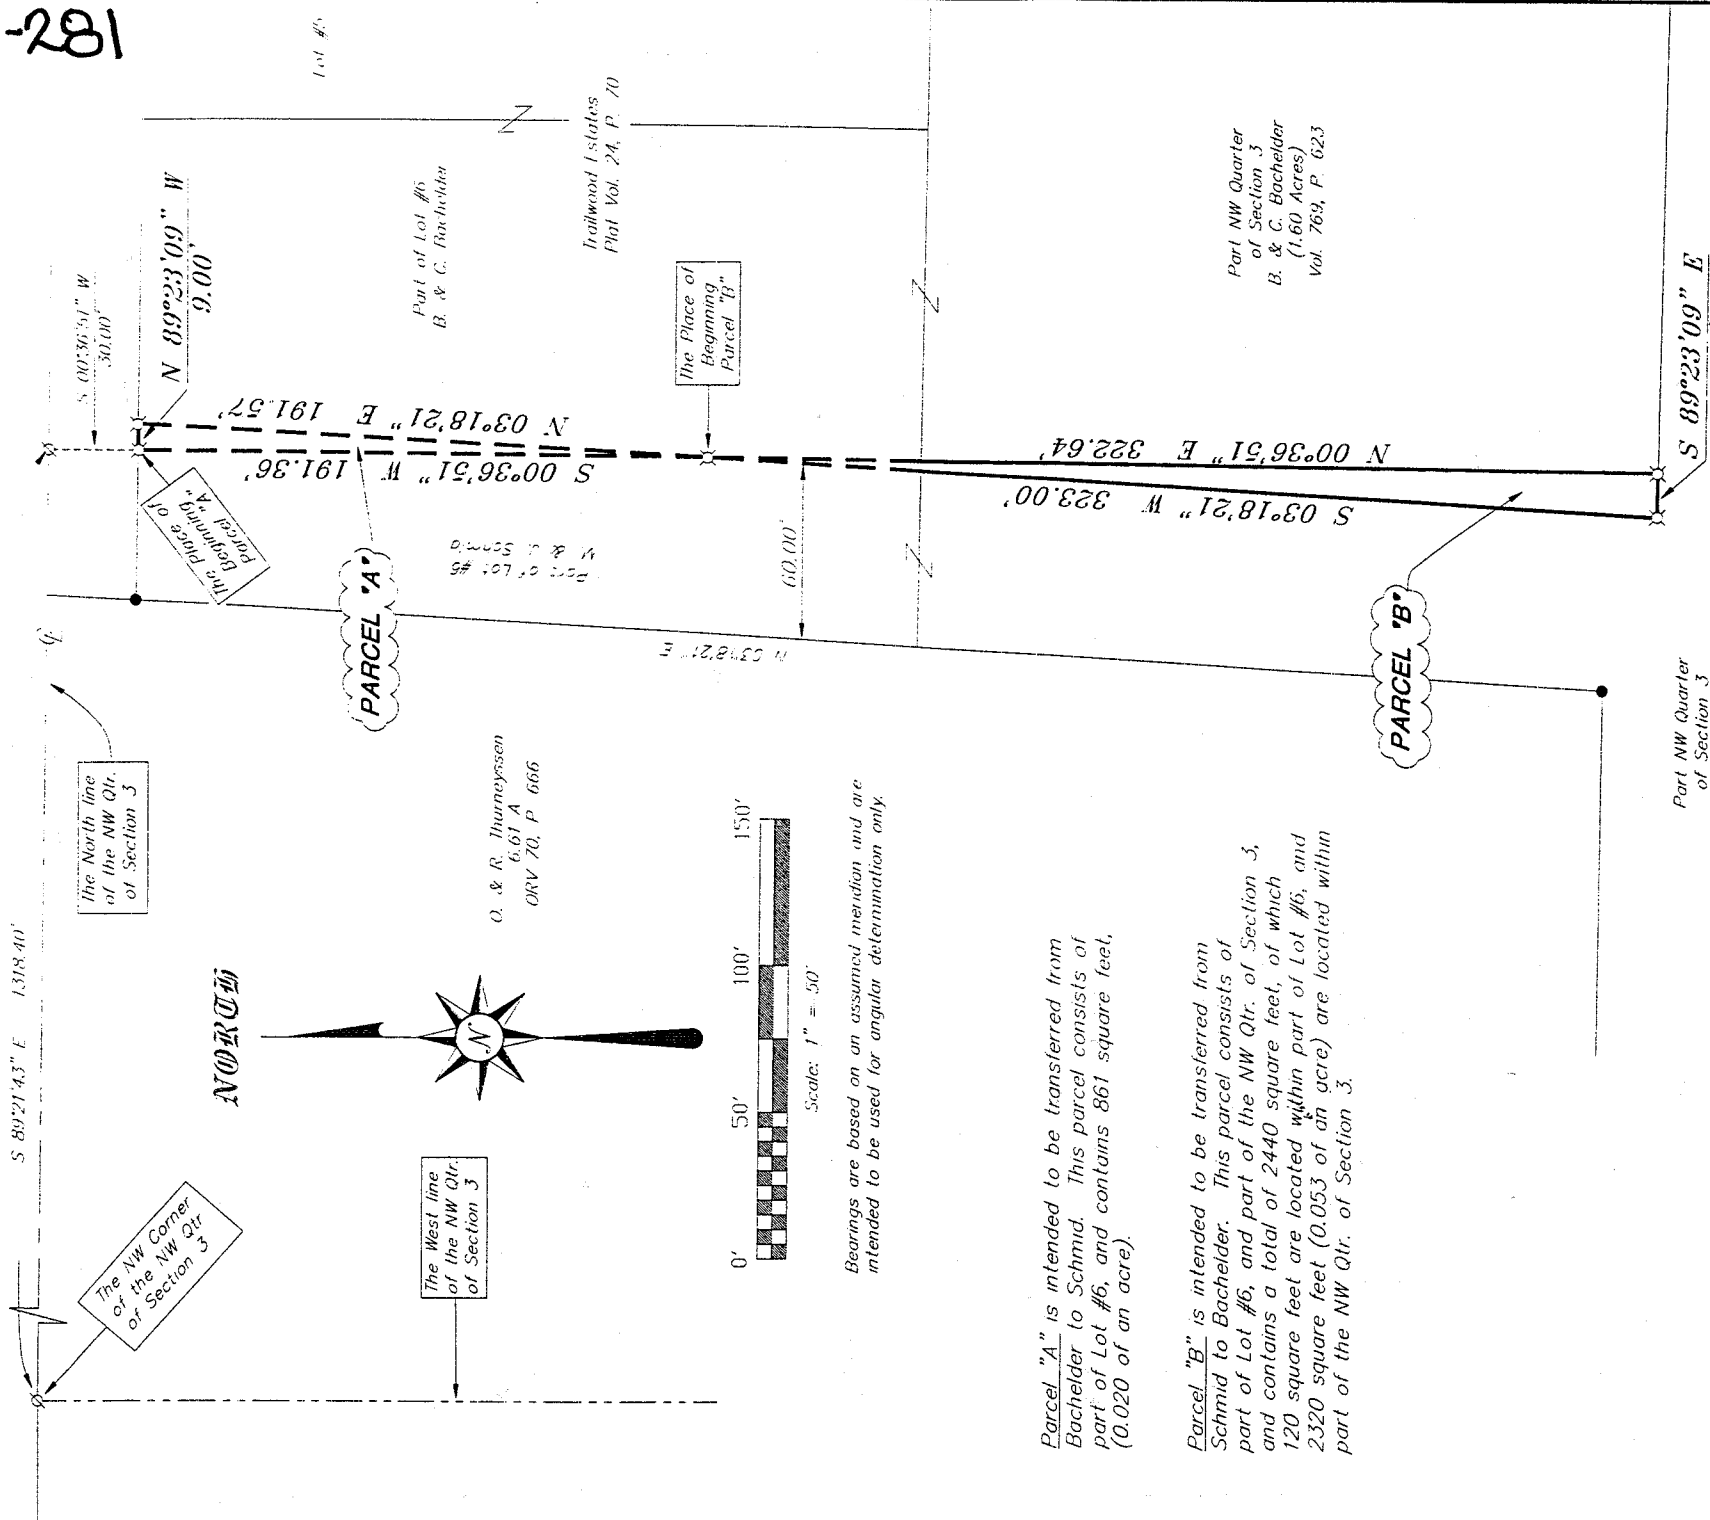 -281
S 89°21'43" E 1318.40'
The NW Corner
of the NW Qtr
of Section 3
The North line
of the NW Qtr.
of Section 3
The West line
of the NW Qtr.
of Section 3
NORTH
N
O. & R. Thurneyssen
6.61 A
ORV 70, P 666
0' 50' 100' 150'
Scale: 1" = 50'
Bearings are based on an assumed meridian and are
intended to be used for angular determination only.
Parcel "A" is intended to be transferred from
Bachelder to Schmid. This parcel consists of
part of Lot #6, and contains 861 square feet,
(0.020 of an acre).
Parcel "B" is intended to be transferred from
Schmid to Bachelder. This parcel consists of
part of Lot #6, and part of the NW Qtr. of Section 3,
and contains a total of 2440 square feet, of which
120 square feet are located within part of Lot #6, and
2320 square feet (0.053 of an acre) are located within
part of the NW Qtr. of Section 3.
S 00°36'51" W
30.00'
N 89°23'09" W
9.00'
The Place of
Beginning
Parcel "A"
PARCEL "A"
N 03°18'21" E 191.57'
S 00°36'51" W 191.36'
Part of Lot #6
M. & J. Schmid
N 03°18'21" E
60.00'
Lot #5
Part of Lot #6
B. & C. Bachelder
Trailwood Estates
Plat Vol. 24, P. 70
The Place of
Beginning
Parcel "B"
N 00°36'51" E 322.64'
S 03°18'21" W 323.00'
PARCEL "B"
Part NW Quarter
of Section 3
B. & C. Bachelder
(1.60 Acres)
Vol. 769, P. 623
S 89°23'09" E
Part NW Quarter
of Section 3